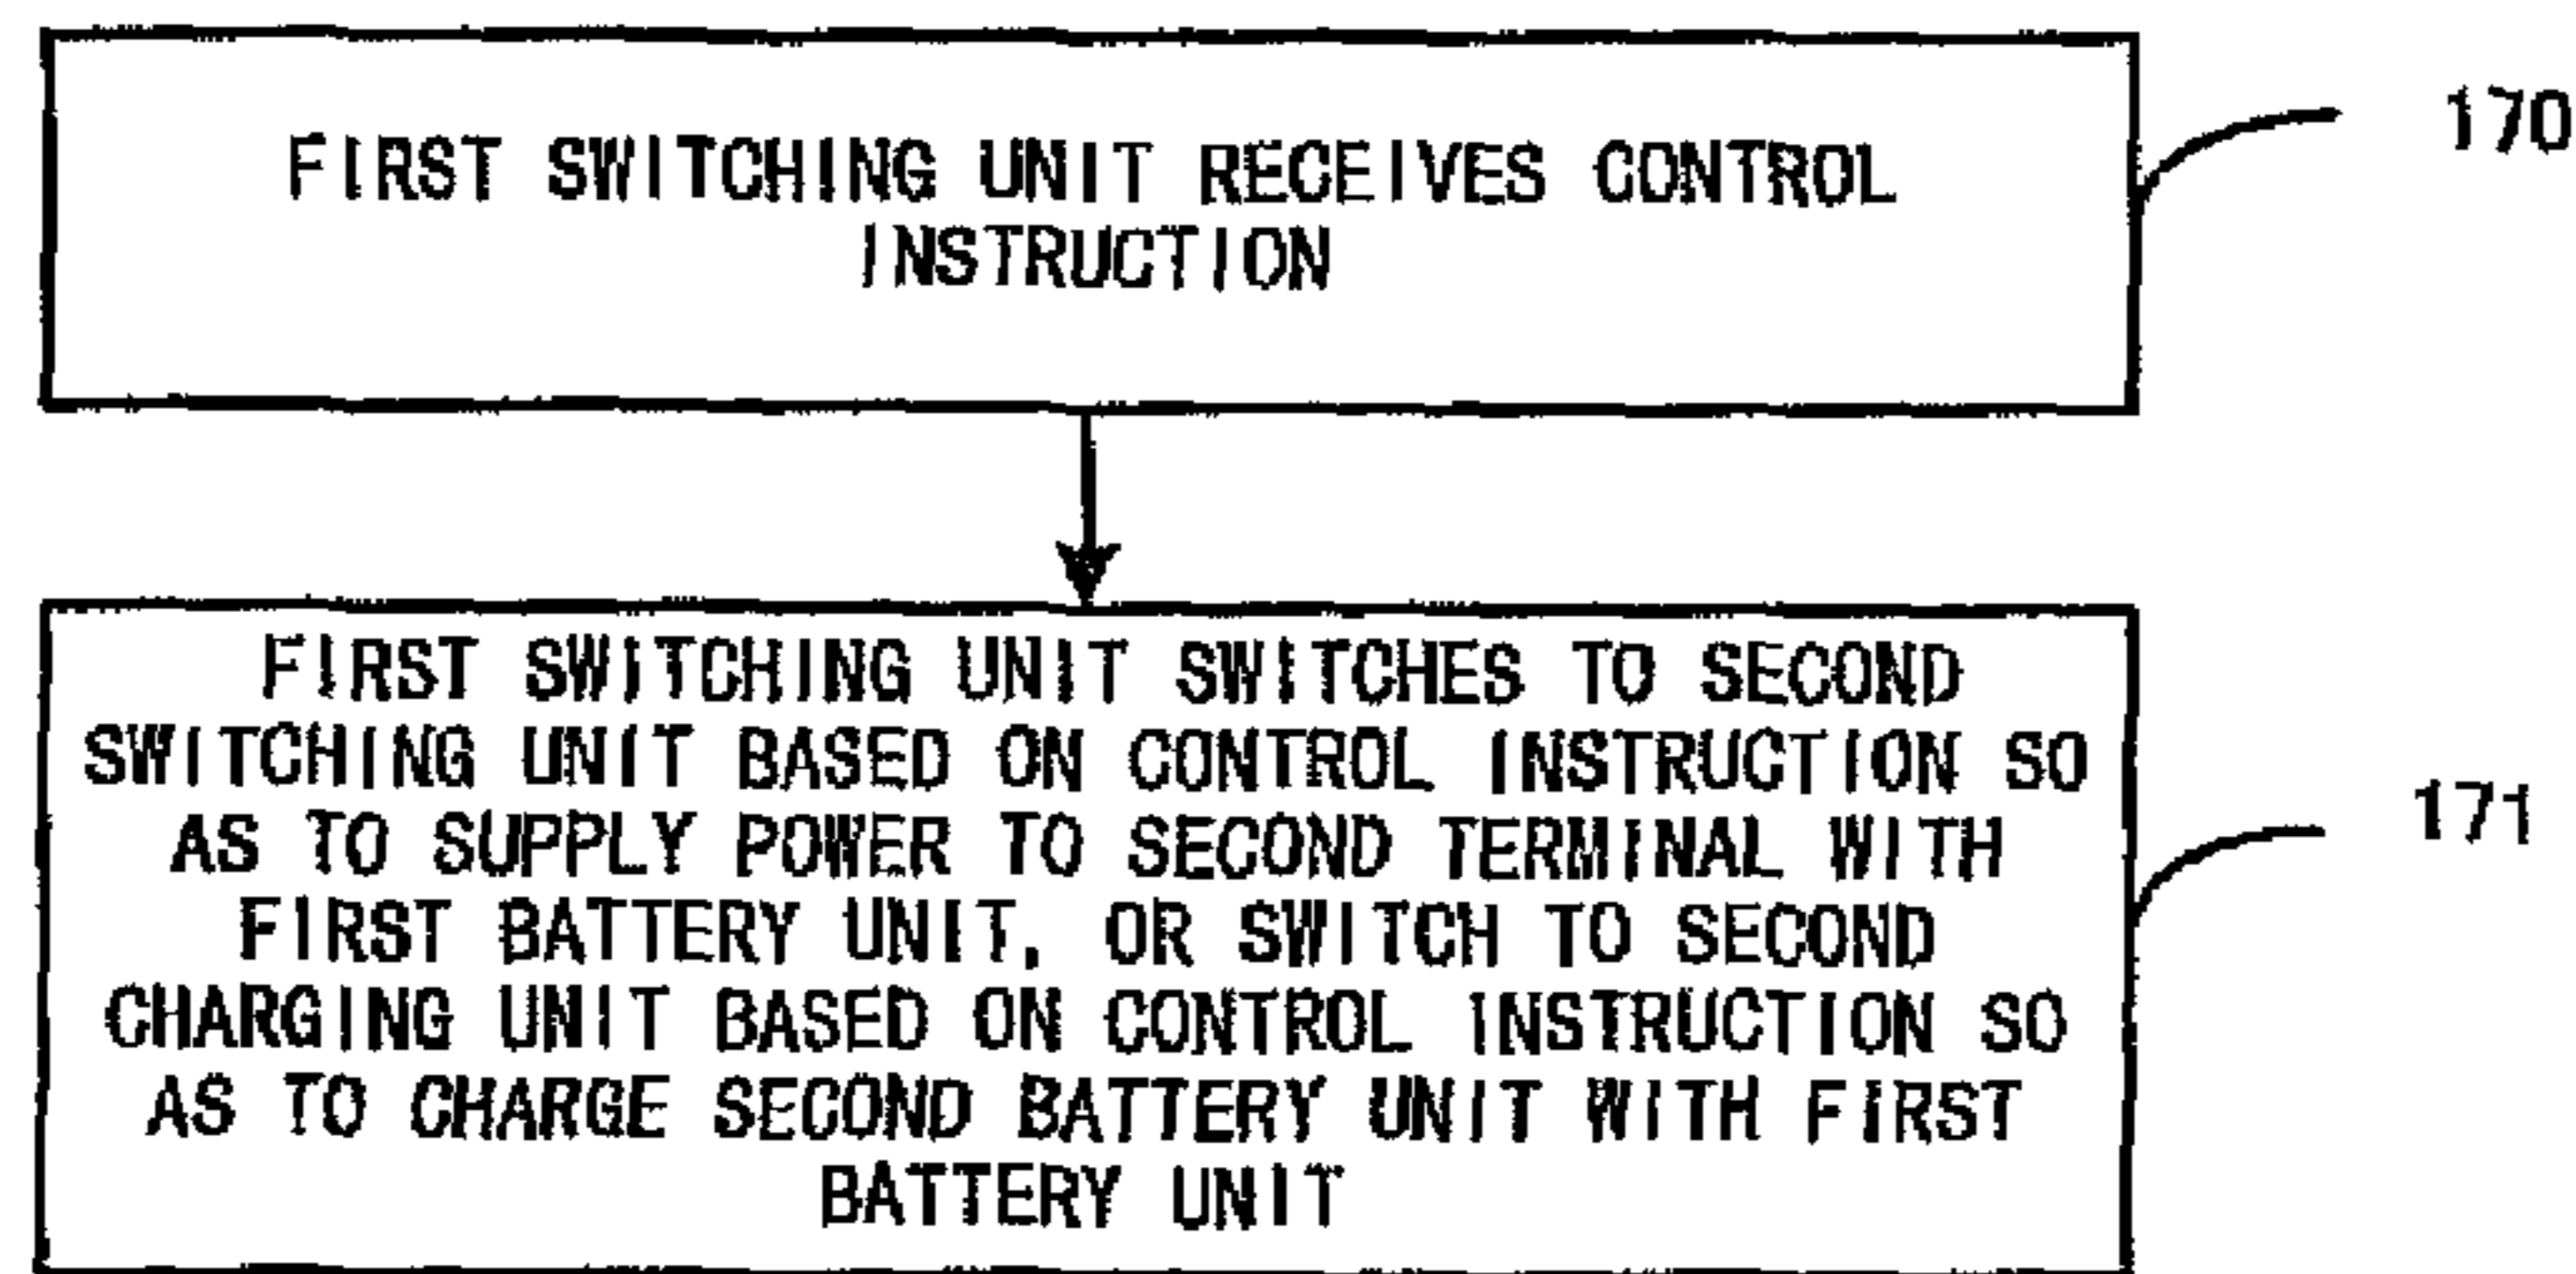 FIRST SWITCHING UNIT RECEIVES CONTROL
INSTRUCTION
170
FIRST SWITCHING UNIT SWITCHES TO SECOND
SWITCHING UNIT BASED ON CONTROL INSTRUCTION SO
AS TO SUPPLY POWER TO SECOND TERMINAL WITH
FIRST BATTERY UNIT, OR SWITCH TO SECOND
CHARGING UNIT BASED ON CONTROL INSTRUCTION SO
AS TO CHARGE SECOND BATTERY UNIT WITH FIRST
BATTERY UNIT
171